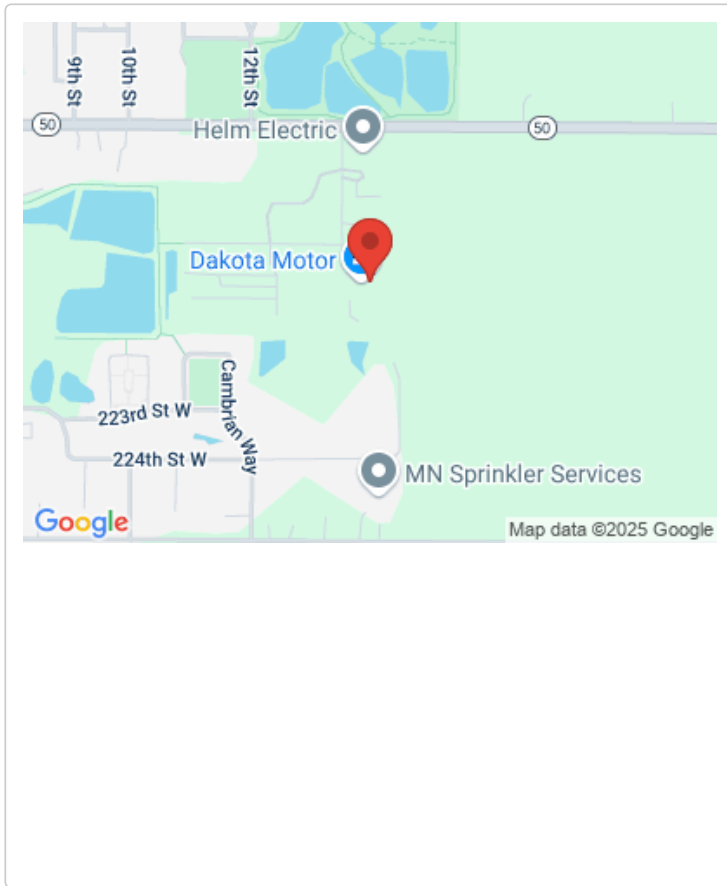 9th St
10th St
12th St
50
Helm Electric
50
Dakota Motor
Cambrian Way
223rd St W
224th St W
MN Sprinkler Services
Google
Map data ©2025 Google